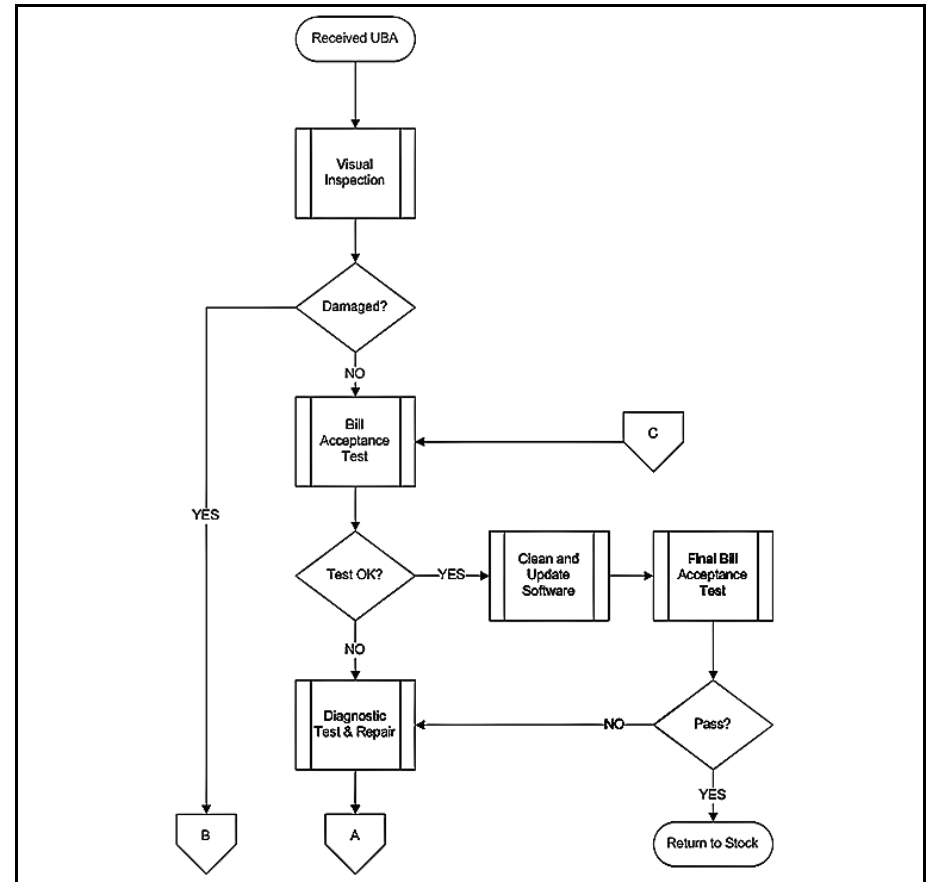 Received UBA
Visual
Inspection
Damaged?
NO
Bill
Acceptance
Test
C
YES
Test OK?
YES
Clean and
Update
Software
Final Bill
Acceptance
Test
NO
Diagnostic
Test & Repair
NO
Pass?
YES
B
A
Return to Stock